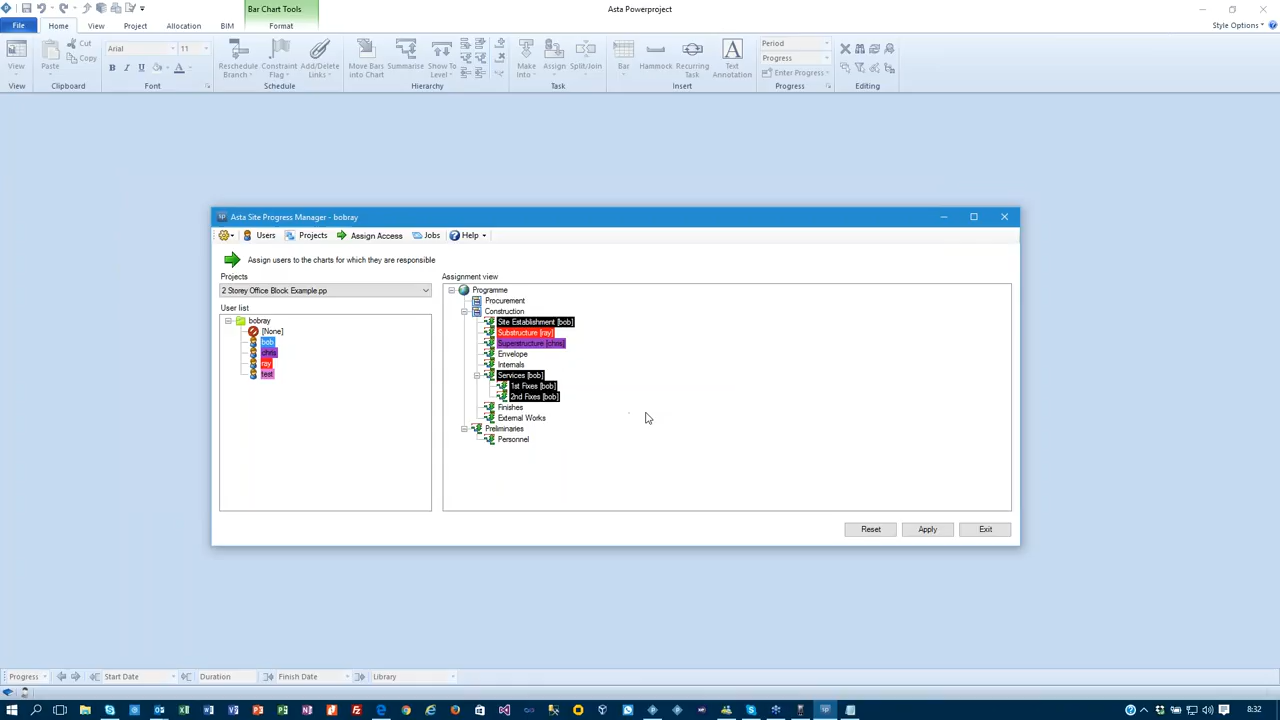 Bar Chart Tools
Asta Powerproject
File Home View Project Allocation BIM Format
Style Options
View
Paste
Cut
Copy
Arial 11
B I U A
Reschedule Branch
Constraint Flag
Add/Delete Links
Move Bars into Chart
Summarise
Show To Level
Make Into
Assign
Split/Join
Bar
Hammock
Recurring Task
Text Annotation
Period
Progress
Enter Progress
View Clipboard Font Schedule Hierarchy Task Insert Progress Editing
Asta Site Progress Manager - bobray
Users Projects Assign Access Jobs Help
Assign users to the charts for which they are responsible
Projects
2 Storey Office Block Example.pp
User list
bobray
[None]
bob
chris
ray
test
Assignment view
Programme
Procurement
Construction
Site Establishment [bob]
Substructure [ray]
Superstructure [chris]
Envelope
Internals
Services [bob]
1st Fixes [bob]
2nd Fixes [bob]
Finishes
External Works
Preliminaries
Personnel
Reset Apply Exit
Progress Start Date Duration Finish Date Library
8:32